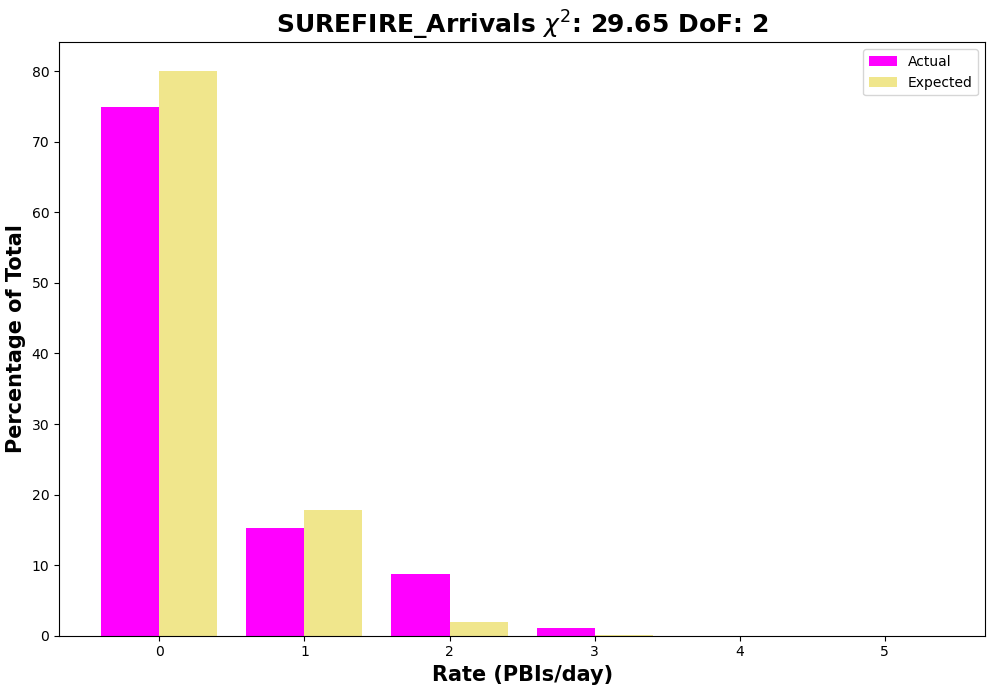 SUREFIRE_Arrivals χ²: 29.65 DoF: 2
Actual
Expected
Percentage of Total
80
70
60
50
40
30
20
10
0
0 1 2 3 4 5
Rate (PBIs/day)